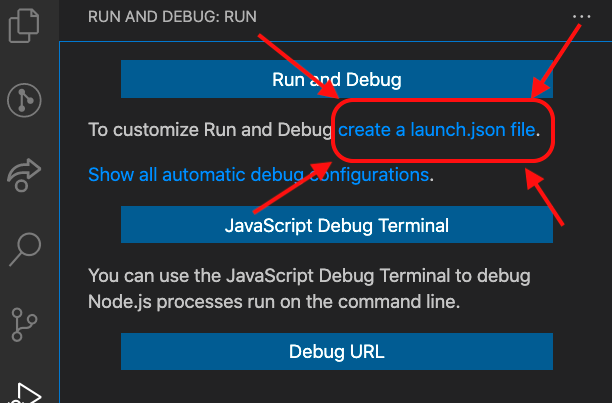 RUN AND DEBUG: RUN
Run and Debug
To customize Run and Debug create a launch.json file.
Show all automatic debug configurations.
JavaScript Debug Terminal
You can use the JavaScript Debug Terminal to debug
Node.js processes run on the command line.
Debug URL